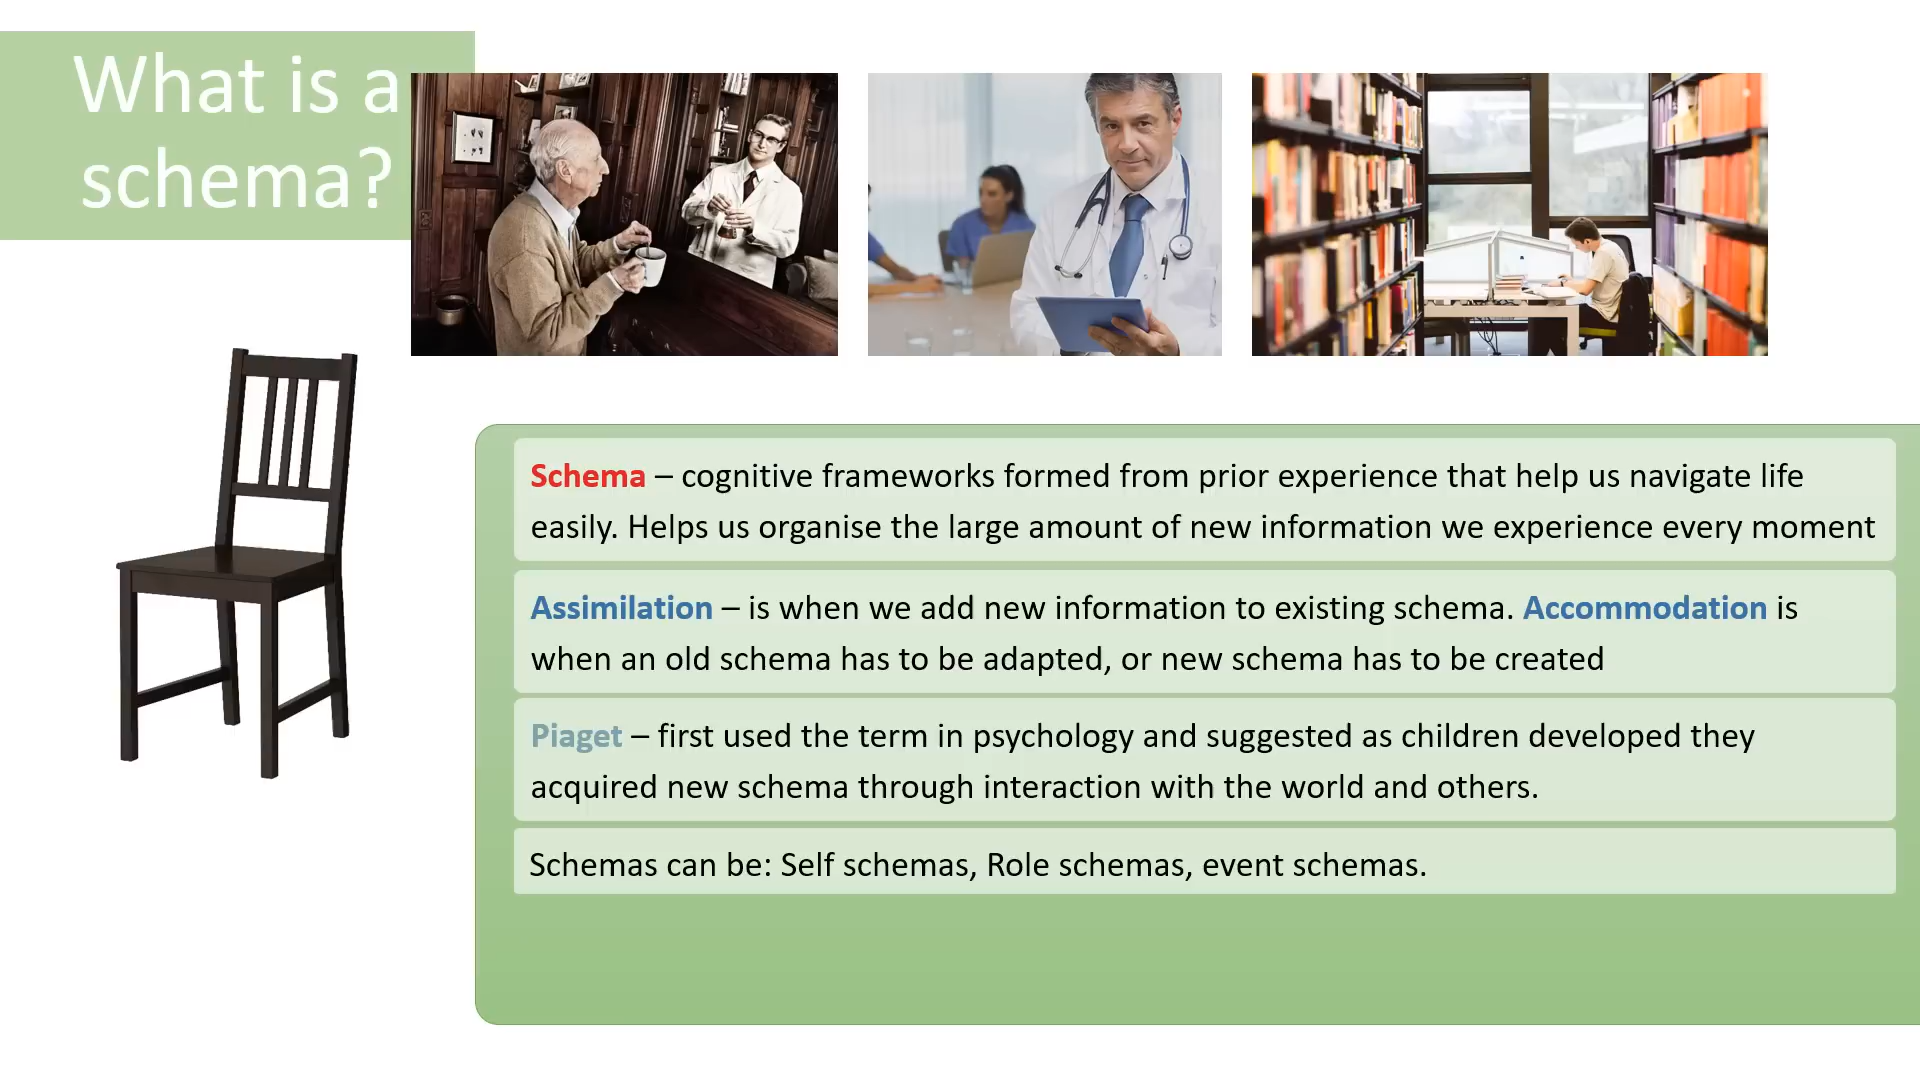 What is a
schema?
Schema – cognitive frameworks formed from prior experience that help us navigate life
easily. Helps us organise the large amount of new information we experience every moment
Assimilation – is when we add new information to existing schema. Accommodation is
when an old schema has to be adapted, or new schema has to be created
Piaget – first used the term in psychology and suggested as children developed they
acquired new schema through interaction with the world and others.
Schemas can be: Self schemas, Role schemas, event schemas.